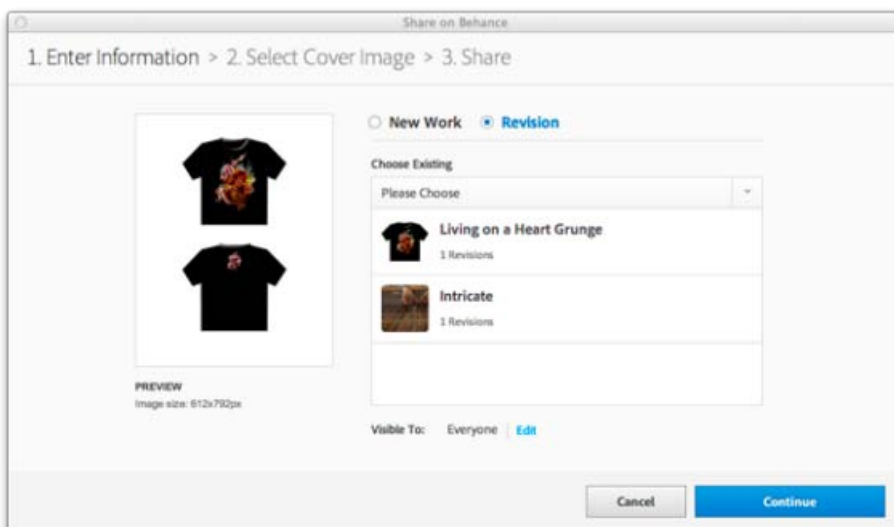 Share on Behance
1. Enter Information > 2. Select Cover Image > 3. Share
New Work Revision
Choose Existing
Please Choose
Living on a Heart Grunge
1 Revisions
Intricate
1 Revisions
PREVIEW
Image size: 612x792px
Visible To: Everyone | Edit
Cancel Continue